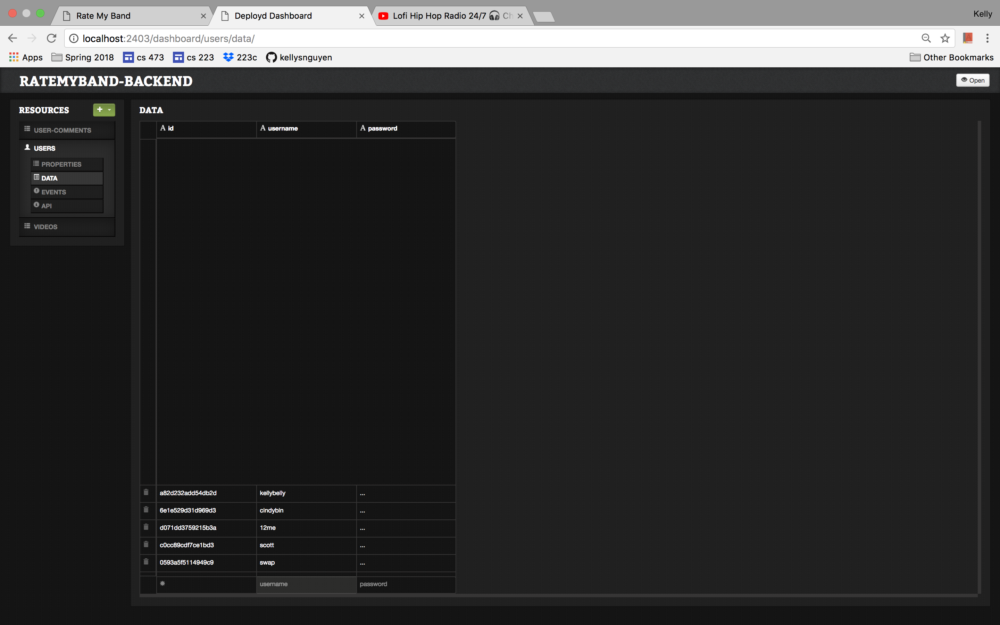 Rate My Band
Deployd Dashboard
Lofi Hip Hop Radio 24/7 🎧 Ch
Kelly
localhost:2403/dashboard/users/data/
Apps
Spring 2018
cs 473
cs 223
223c
kellysnguyen
Other Bookmarks
RATEMYBAND-BACKEND
Open
RESOURCES
USER-COMMENTS
USERS
PROPERTIES
DATA
EVENTS
API
VIDEOS
DATA
A id A username A password
a82d232add54db2d kellybelly ...
6e1e529d31d969d3 cindybin ...
d071dd3759215b3a 12me ...
c0cc89cdf7ce1bd3 scott ...
0593a5f5114949c9 swap ...
username password